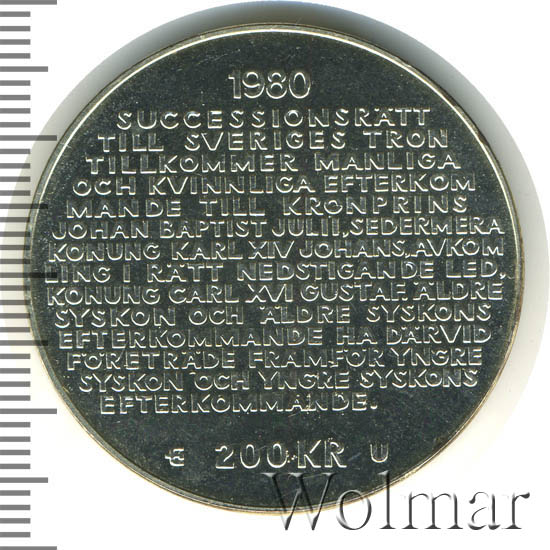 1980
SUCCESSIONSRÄTT
TILL SVERIGES TRON
TILLKOMMER MANLIGA
OCH KVINNLIGA EFTERKOM
MANDE TILL KRONPRINS
JOHAN BAPTIST JULII, SEDERMERA
KONUNG KARL XIV JOHANS, AVKOM
LING I RÄTT NEDSTIGANDE LED,
KONUNG CARL XVI GUSTAF. ÄLDRE
SYSKON OCH ÄLDRE SYSKONS
EFTERKOMMANDE HA DÄRVID
FÖRETRÄDE FRAMFÖR YNGRE
SYSKON OCH YNGRE SYSKONS
EFTERKOMMANDE.
200 KR U
Wolmar